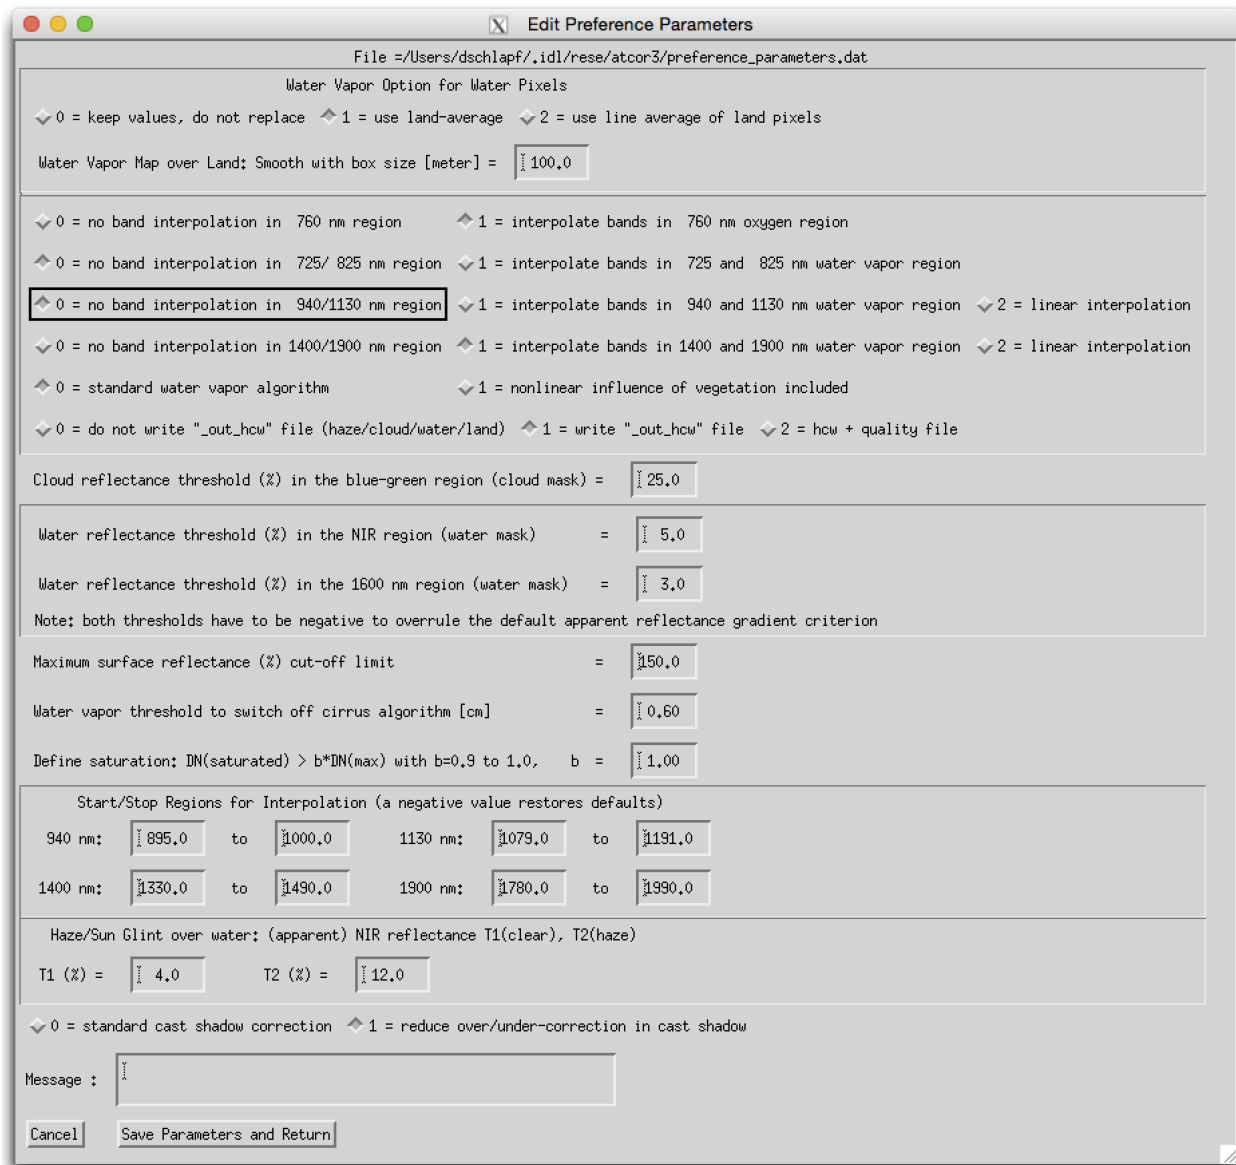 Edit Preference Parameters
File =/Users/dschlapf/.idl/rese/atcor3/preference_parameters.dat
Water Vapor Option for Water Pixels
0 = keep values, do not replace 1 = use land-average 2 = use line average of land pixels
Water Vapor Map over Land: Smooth with box size [meter] = 100.0
0 = no band interpolation in 760 nm region 1 = interpolate bands in 760 nm oxygen region
0 = no band interpolation in 725/ 825 nm region 1 = interpolate bands in 725 and 825 nm water vapor region
0 = no band interpolation in 940/1130 nm region 1 = interpolate bands in 940 and 1130 nm water vapor region 2 = linear interpolation
0 = no band interpolation in 1400/1900 nm region 1 = interpolate bands in 1400 and 1900 nm water vapor region 2 = linear interpolation
0 = standard water vapor algorithm 1 = nonlinear influence of vegetation included
0 = do not write "_out_hcw" file (haze/cloud/water/land) 1 = write "_out_hcw" file 2 = hcw + quality file
Cloud reflectance threshold (%) in the blue-green region (cloud mask) = 25.0
Water reflectance threshold (%) in the NIR region (water mask) = 5.0
Water reflectance threshold (%) in the 1600 nm region (water mask) = 3.0
Note: both thresholds have to be negative to overrule the default apparent reflectance gradient criterion
Maximum surface reflectance (%) cut-off limit = 150.0
Water vapor threshold to switch off cirrus algorithm [cm] = 0.60
Define saturation: DN(saturated) > b*DN(max) with b=0.9 to 1.0, b = 1.00
Start/Stop Regions for Interpolation (a negative value restores defaults)
940 nm: 895.0 to 1000.0 1130 nm: 1079.0 to 1191.0
1400 nm: 1330.0 to 1490.0 1900 nm: 1780.0 to 1990.0
Haze/Sun Glint over water: (apparent) NIR reflectance T1(clear), T2(haze)
T1 (%) = 4.0 T2 (%) = 12.0
0 = standard cast shadow correction 1 = reduce over/under-correction in cast shadow
Message :
Cancel Save Parameters and Return